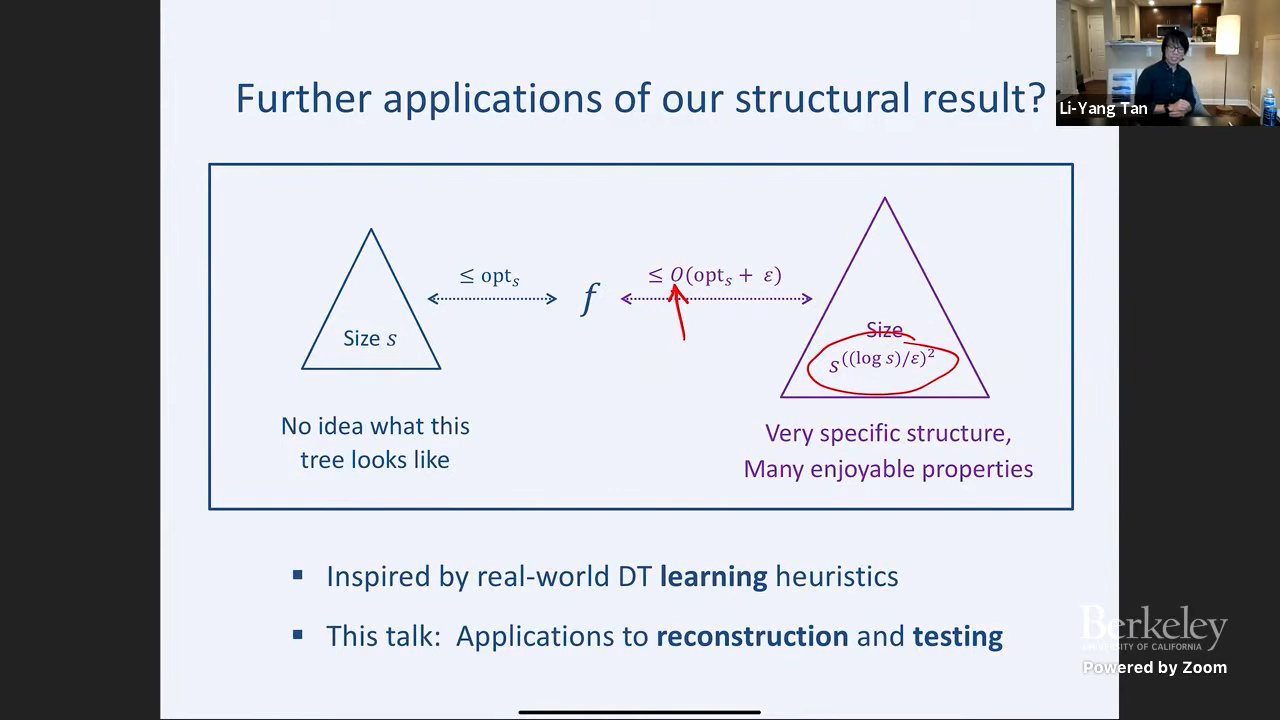 Further applications of our structural result?
Li-Yang Tan
≤ opt_s
f
≤ O(opt_s + ε)
Size s
Size
s^((log s)/ε)^2
No idea what this
tree looks like
Very specific structure,
Many enjoyable properties
▪ Inspired by real-world DT learning heuristics
▪ This talk: Applications to reconstruction and testing
Berkeley
UNIVERSITY OF CALIFORNIA
Powered by Zoom